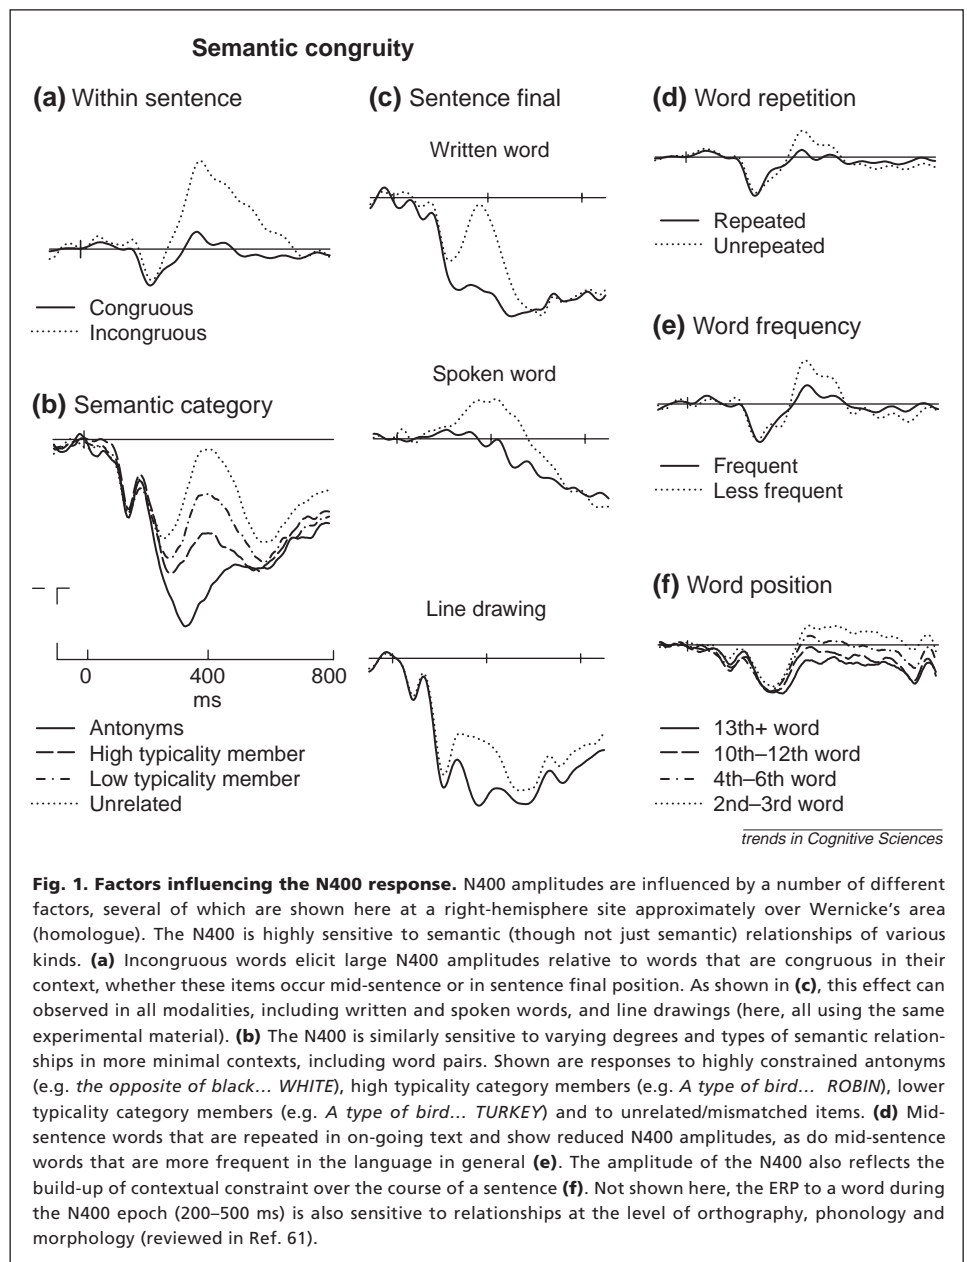 Semantic congruity
(a) Within sentence
Congruous
Incongruous
(b) Semantic category
0 400 800
ms
Antonyms
High typicality member
Low typicality member
Unrelated
(c) Sentence final
Written word
Spoken word
Line drawing
(d) Word repetition
Repeated
Unrepeated
(e) Word frequency
Frequent
Less frequent
(f) Word position
13th+ word
10th–12th word
4th–6th word
2nd–3rd word
trends in Cognitive Sciences
Fig. 1. Factors influencing the N400 response. N400 amplitudes are influenced by a number of different
factors, several of which are shown here at a right-hemisphere site approximately over Wernicke's area
(homologue). The N400 is highly sensitive to semantic (though not just semantic) relationships of various
kinds. (a) Incongruous words elicit large N400 amplitudes relative to words that are congruous in their
context, whether these items occur mid-sentence or in sentence final position. As shown in (c), this effect can
observed in all modalities, including written and spoken words, and line drawings (here, all using the same
experimental material). (b) The N400 is similarly sensitive to varying degrees and types of semantic relation-
ships in more minimal contexts, including word pairs. Shown are responses to highly constrained antonyms
(e.g. the opposite of black... WHITE), high typicality category members (e.g. A type of bird... ROBIN), lower
typicality category members (e.g. A type of bird... TURKEY) and to unrelated/mismatched items. (d) Mid-
sentence words that are repeated in on-going text and show reduced N400 amplitudes, as do mid-sentence
words that are more frequent in the language in general (e). The amplitude of the N400 also reflects the
build-up of contextual constraint over the course of a sentence (f). Not shown here, the ERP to a word during
the N400 epoch (200–500 ms) is also sensitive to relationships at the level of orthography, phonology and
morphology (reviewed in Ref. 61).